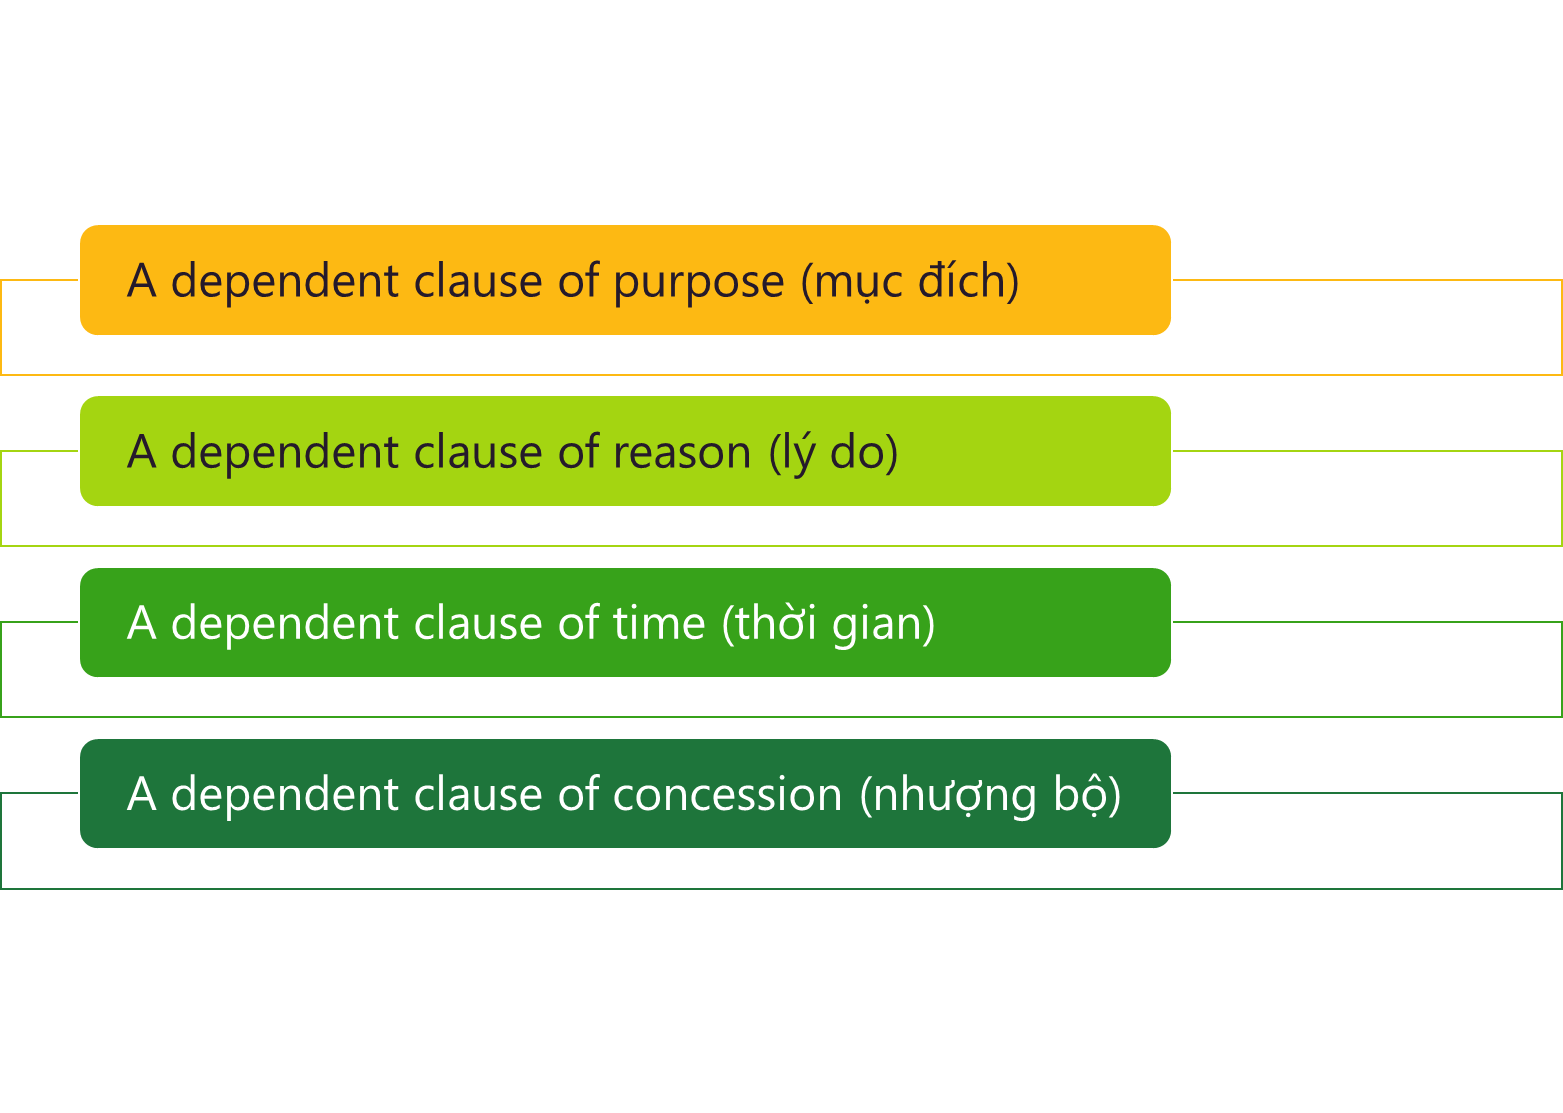 A dependent clause of purpose (mục đích)
A dependent clause of reason (lý do)
A dependent clause of time (thời gian)
A dependent clause of concession (nhượng bộ)